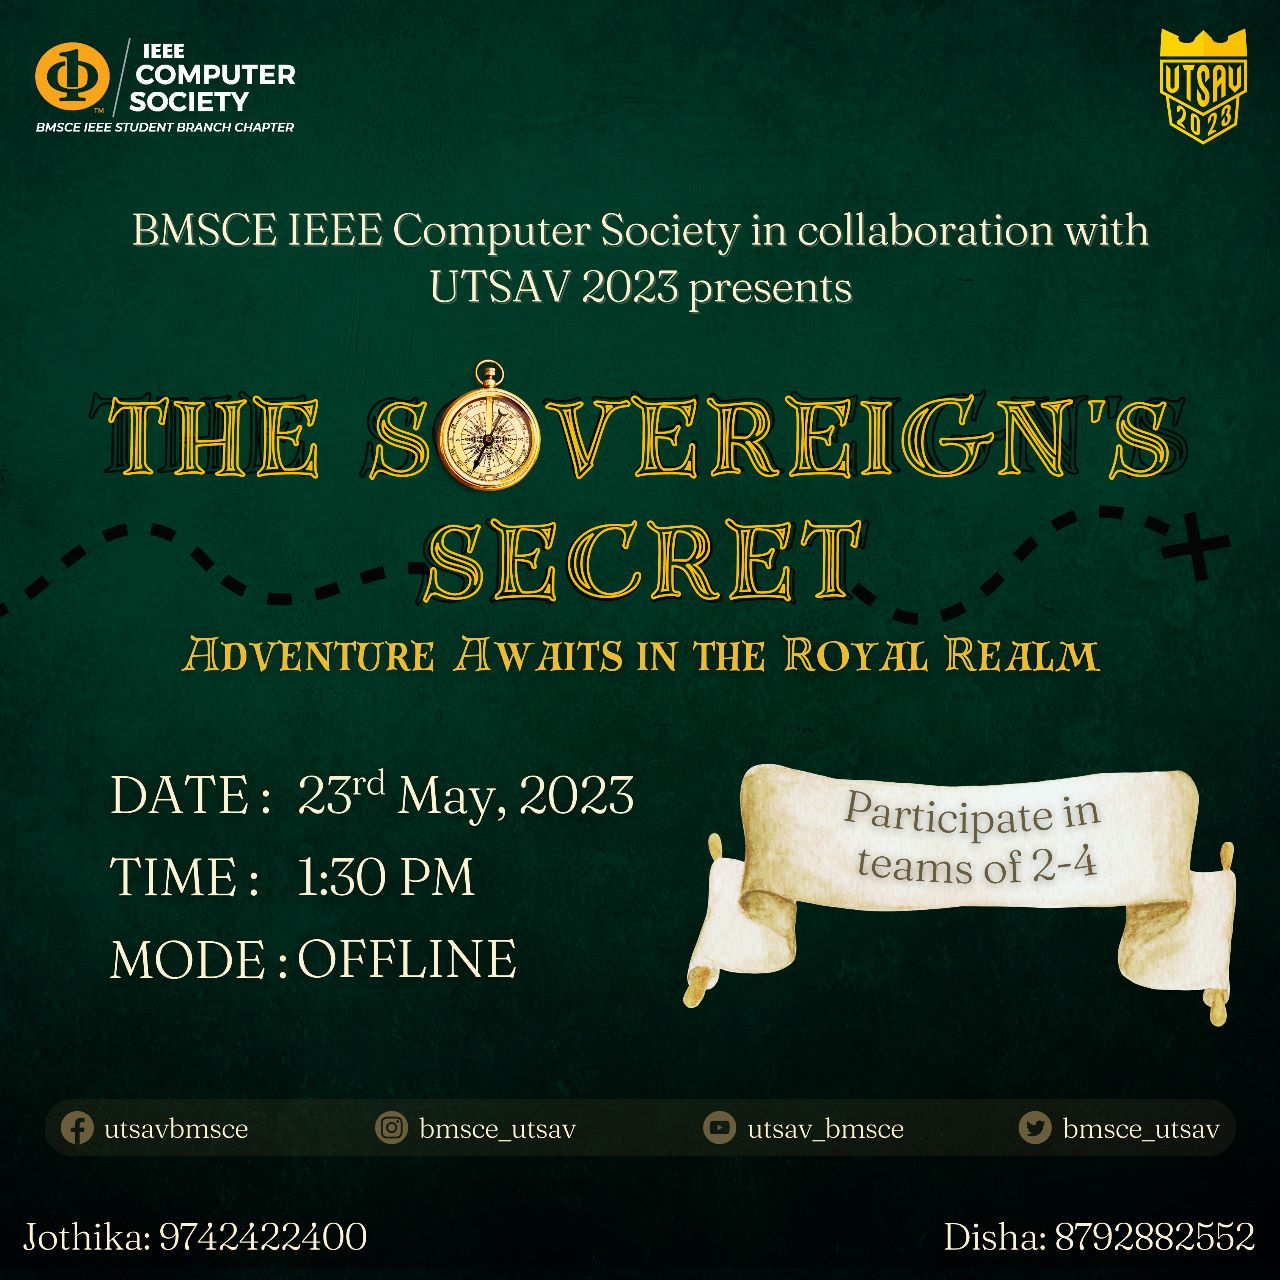 IEEE
COMPUTER
SOCIETY
TM
BMSCE IEEE STUDENT BRANCH CHAPTER
UTSAV
2023
BMSCE IEEE Computer Society in collaboration with
UTSAV 2023 presents
THE SOVEREIGN'S
SECRET
ADVENTURE AWAITS IN THE ROYAL REALM
DATE : 23rd May, 2023
TIME : 1:30 PM
MODE : OFFLINE
Participate in
teams of 2-4
utsavbmsce bmsce_utsav utsav_bmsce bmsce_utsav
Jothika: 9742422400 Disha: 8792882552